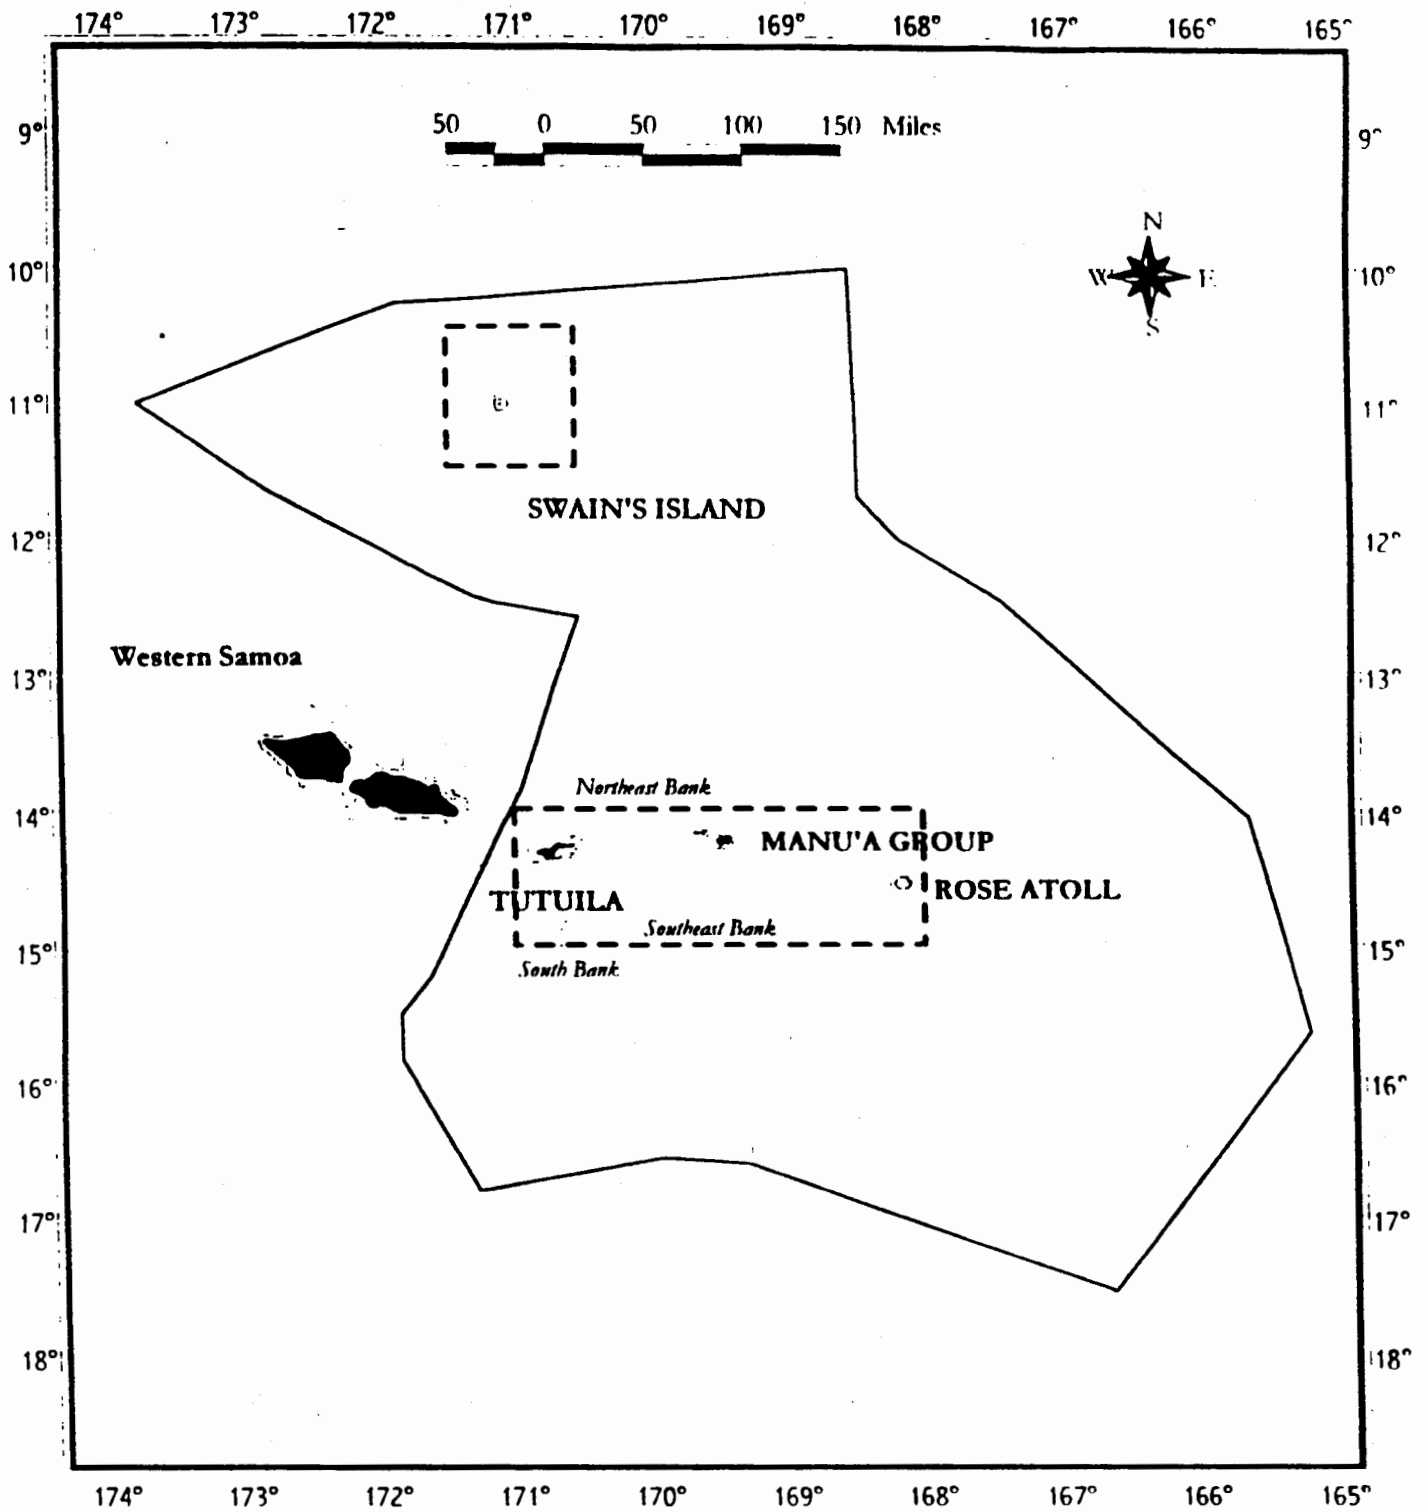 174° 173° 172° 171° 170° 169° 168° 167° 166° 165°
50 0 50 100 150 Miles
9° 9°
N
10° W E 10°
S
11° 11°
SWAIN'S ISLAND
12° 12°
Western Samoa
13° 13°
Northeast Bank
14° 14°
MANU'A GROUP
ROSE ATOLL
TUTUILA
Southeast Bank
15° 15°
South Bank
16° 16°
17° 17°
18° 18°
174° 173° 172° 171° 170° 169° 168° 167° 166° 165°